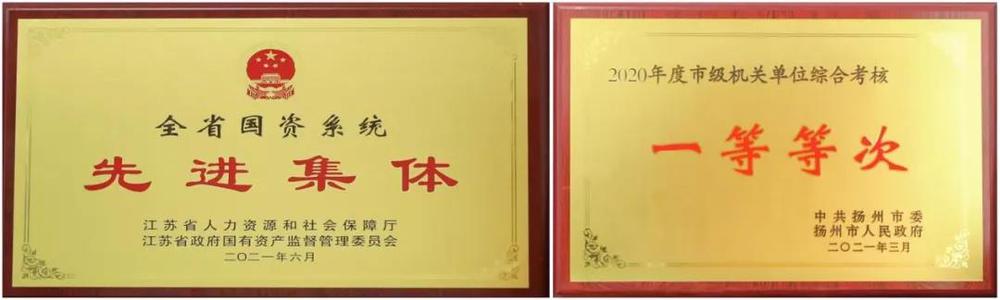 全省国资系统
先进集体
江苏省人力资源和社会保障厅
江苏省政府国有资产监督管理委员会
二〇二一年六月
2020年度市级机关单位综合考核
一等等次
中共扬州市委
扬州市人民政府
二〇二一年三月